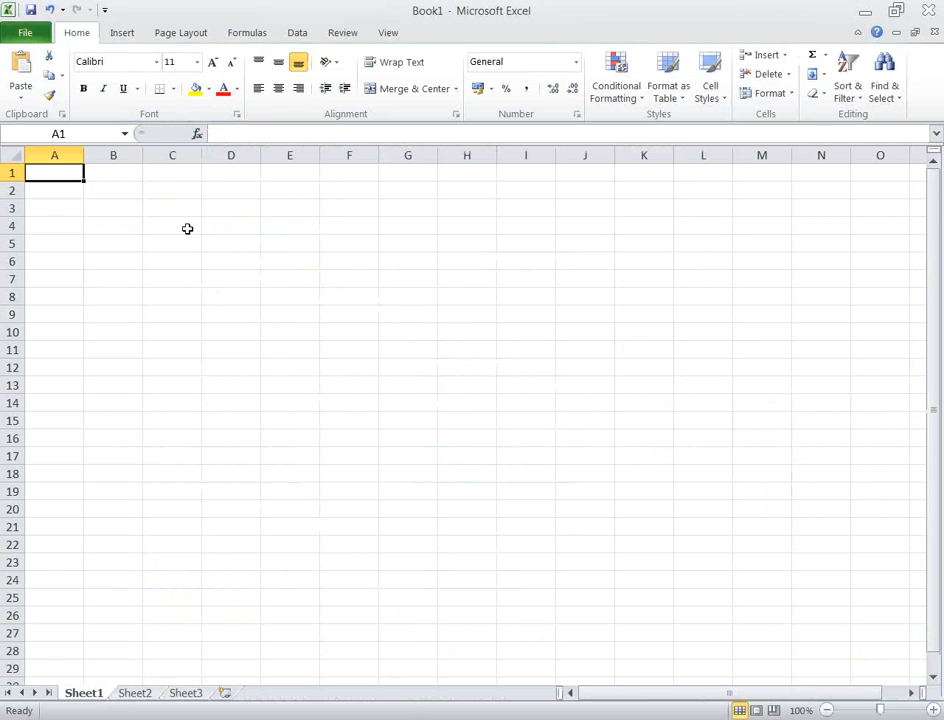 Book1 - Microsoft Excel
File Home Insert Page Layout Formulas Data Review View
Paste
Calibri 11
B I U
A A
Wrap Text
Merge & Center
General
$ % ,
Conditional Formatting
Format as Table
Cell Styles
Insert
Delete
Format
Σ
Sort & Filter
Find & Select
Clipboard Font Alignment Number Styles Cells Editing
A1 fx
A B C D E F G H I J K L M N O
1
2
3
4
5
6
7
8
9
10
11
12
13
14
15
16
17
18
19
20
21
22
23
24
25
26
27
28
29
Sheet1 Sheet2 Sheet3
Ready 100%